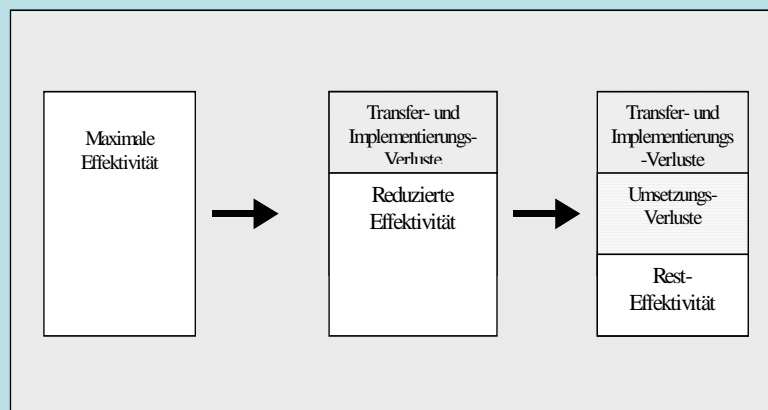 Maximale
Effektivität
Transfer- und
Implementierungs-
Verluste
Reduzierte
Effektivität
Transfer- und
Implementierungs
-Verluste
Umsetzungs-
Verluste
Rest-
Effektivität